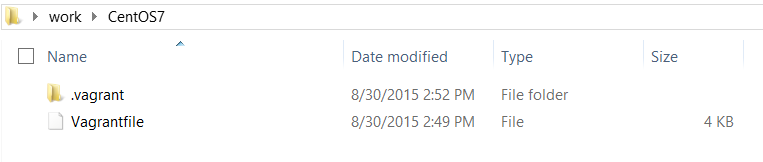 work CentOS7
Name Date modified Type Size
.vagrant 8/30/2015 2:52 PM File folder
Vagrantfile 8/30/2015 2:49 PM File 4 KB